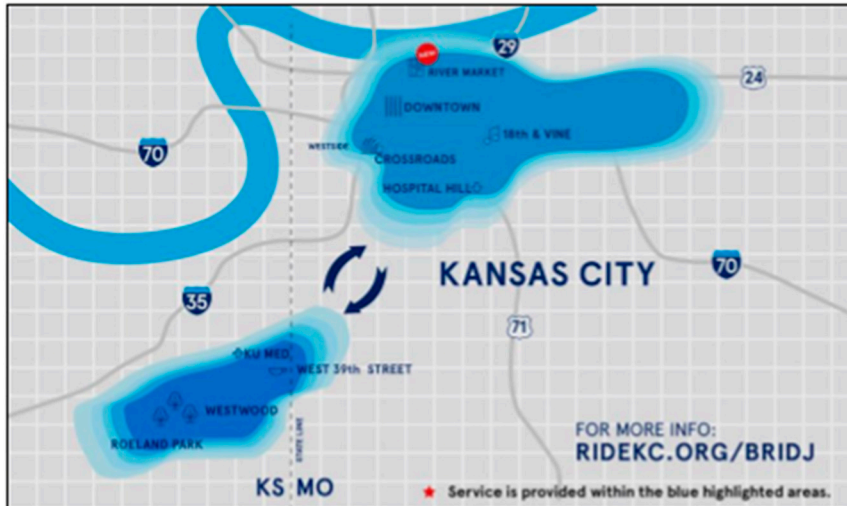 NEW
29
RIVER MARKET
24
DOWNTOWN
18th & VINE
70
WESTSIDE
CROSSROADS
HOSPITAL HILL
KANSAS CITY
70
35
71
KU MED
WEST 39th STREET
WESTWOOD
ROELAND PARK
STATE LINE
FOR MORE INFO:
RIDEKC.ORG/BRIDJ
KS MO
Service is provided within the blue highlighted areas.